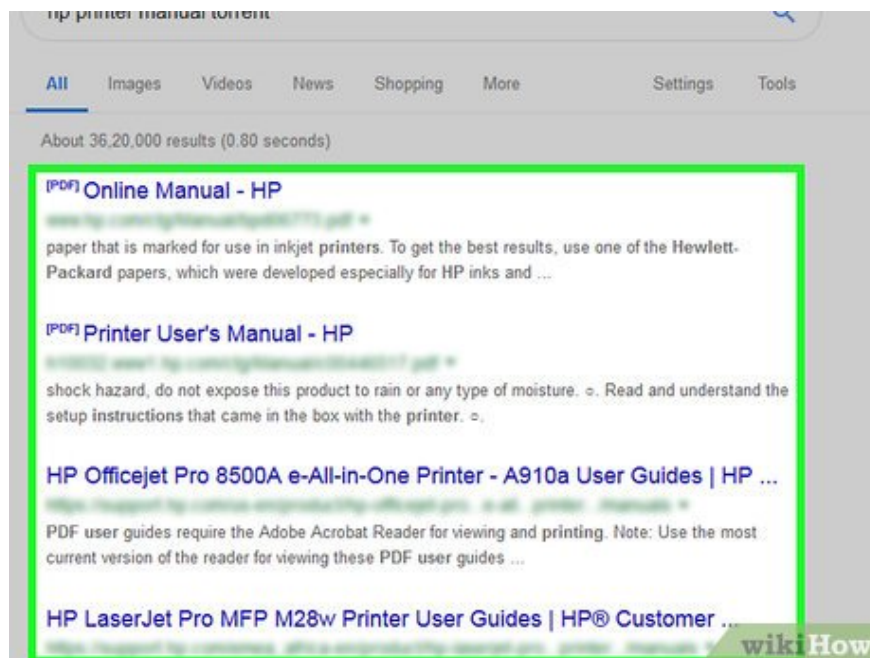 hp printer manual torrent
All Images Videos News Shopping More Settings Tools
About 36,20,000 results (0.80 seconds)
[PDF] Online Manual - HP
paper that is marked for use in inkjet printers. To get the best results, use one of the Hewlett-
Packard papers, which were developed especially for HP inks and ...
[PDF] Printer User's Manual - HP
shock hazard, do not expose this product to rain or any type of moisture. o. Read and understand the
setup instructions that came in the box with the printer. o.
HP Officejet Pro 8500A e-All-in-One Printer - A910a User Guides | HP ...
PDF user guides require the Adobe Acrobat Reader for viewing and printing. Note: Use the most
current version of the reader for viewing these PDF user guides ...
HP LaserJet Pro MFP M28w Printer User Guides | HP® Customer ...
wikiHow